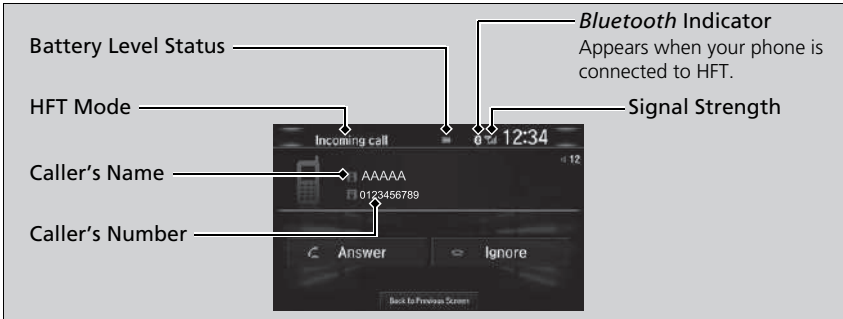 Bluetooth Indicator
Appears when your phone is
connected to HFT.
Battery Level Status
HFT Mode
Signal Strength
Incoming call
12:34
12
Caller's Name
AAAAA
0123456789
Caller's Number
Answer
Ignore
Back to Previous Screen